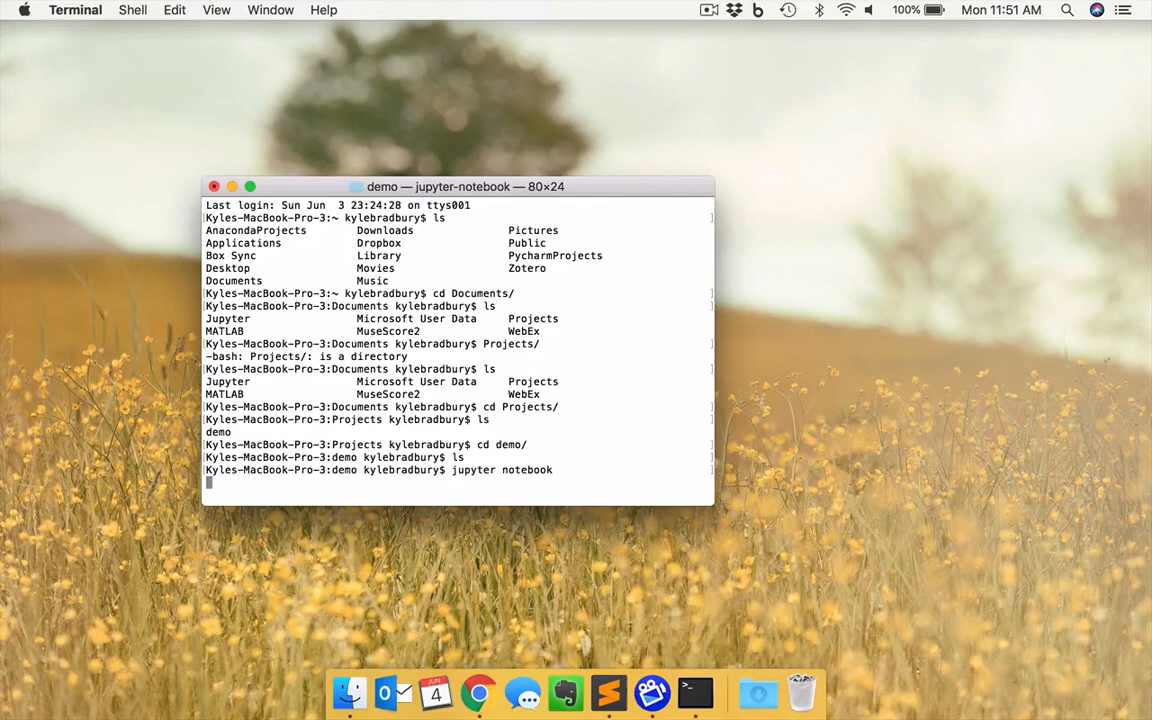 Terminal Shell Edit View Window Help 100% Mon 11:51 AM
demo — jupyter-notebook — 80×24
Last login: Sun Jun  3 23:24:28 on ttys001
[Kyles-MacBook-Pro-3:~ kylebradbury$ ls ]
AnacondaProjects Downloads Pictures
Applications Dropbox Public
Box Sync Library PycharmProjects
Desktop Movies Zotero
Documents Music
[Kyles-MacBook-Pro-3:~ kylebradbury$ cd Documents/ ]
[Kyles-MacBook-Pro-3:Documents kylebradbury$ ls ]
Jupyter Microsoft User Data Projects
MATLAB MuseScore2 WebEx
[Kyles-MacBook-Pro-3:Documents kylebradbury$ Projects/ ]
-bash: Projects/: is a directory
[Kyles-MacBook-Pro-3:Documents kylebradbury$ ls ]
Jupyter Microsoft User Data Projects
MATLAB MuseScore2 WebEx
[Kyles-MacBook-Pro-3:Documents kylebradbury$ cd Projects/ ]
[Kyles-MacBook-Pro-3:Projects kylebradbury$ ls ]
demo
[Kyles-MacBook-Pro-3:Projects kylebradbury$ cd demo/ ]
[Kyles-MacBook-Pro-3:demo kylebradbury$ ls ]
[Kyles-MacBook-Pro-3:demo kylebradbury$ jupyter notebook ]
JUN
4